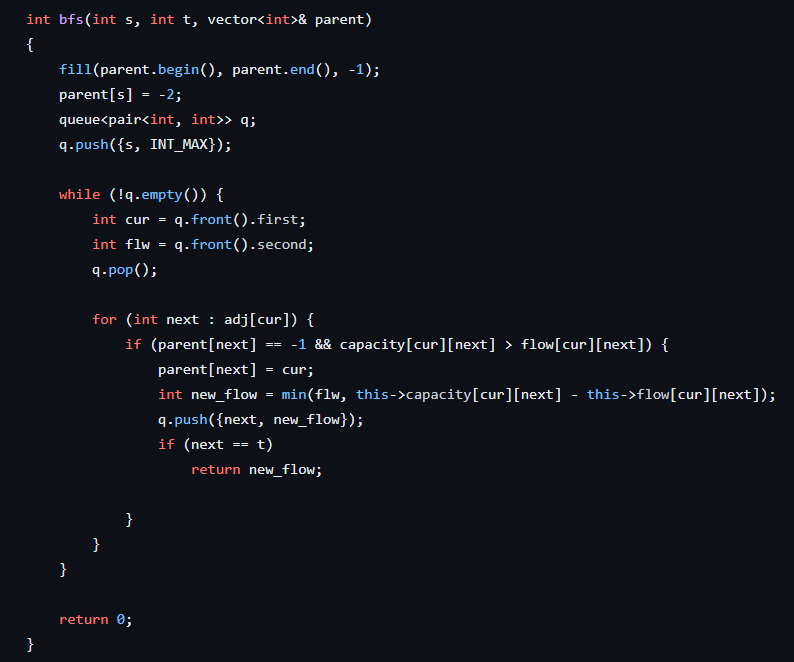 int bfs(int s, int t, vector<int>& parent)
{
    fill(parent.begin(), parent.end(), -1);
    parent[s] = -2;
    queue<pair<int, int>> q;
    q.push({s, INT_MAX});

    while (!q.empty()) {
        int cur = q.front().first;
        int flw = q.front().second;
        q.pop();

        for (int next : adj[cur]) {
            if (parent[next] == -1 && capacity[cur][next] > flow[cur][next]) {
                parent[next] = cur;
                int new_flow = min(flw, this->capacity[cur][next] - this->flow[cur][next]);
                q.push({next, new_flow});
                if (next == t)
                    return new_flow;

            }
        }
    }

    return 0;
}